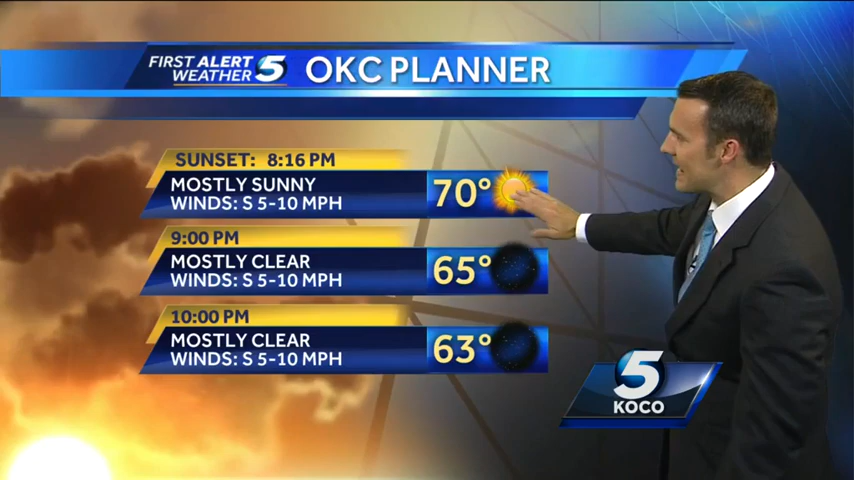 FIRST ALERT
WEATHER 5
OKC PLANNER
SUNSET: 8:16 PM
MOSTLY SUNNY
WINDS: S 5-10 MPH
70°
9:00 PM
MOSTLY CLEAR
WINDS: S 5-10 MPH
65°
10:00 PM
MOSTLY CLEAR
WINDS: S 5-10 MPH
63°
5
KOCO